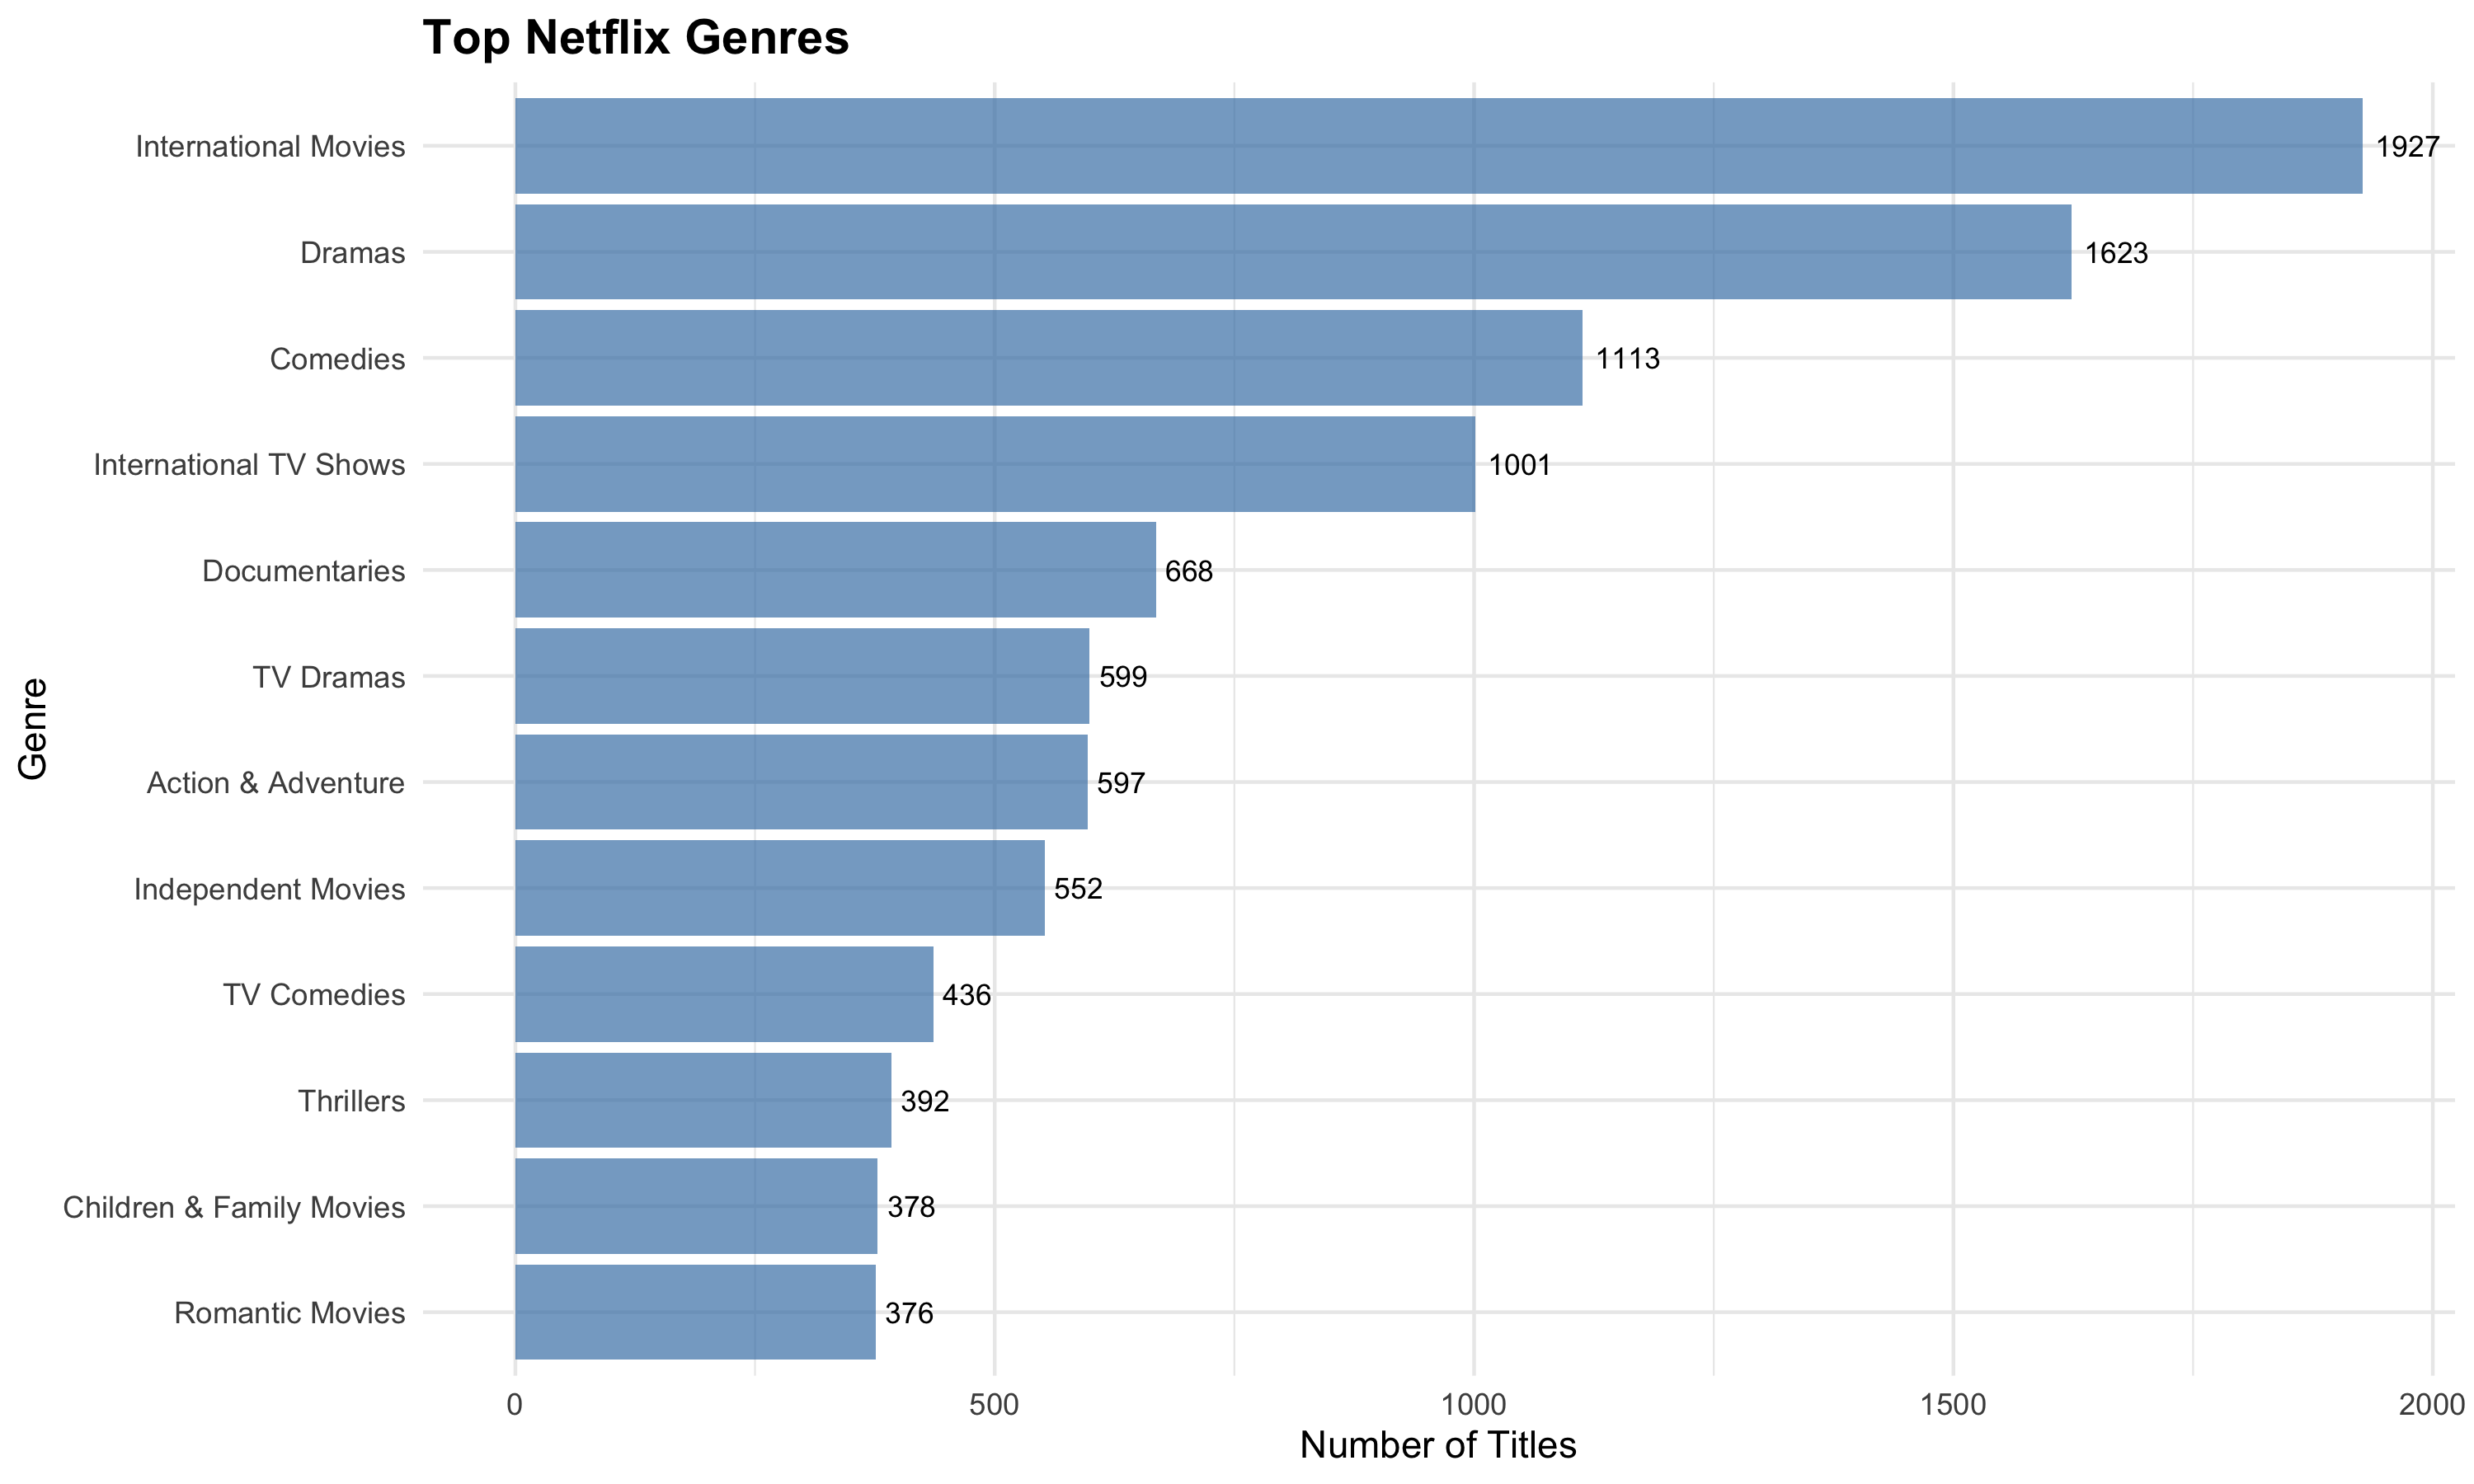 Top Netflix Genres
International Movies 1927
Dramas 1623
Comedies 1113
International TV Shows 1001
Documentaries 668
TV Dramas 599
Action & Adventure 597
Independent Movies 552
TV Comedies 436
Thrillers 392
Children & Family Movies 378
Romantic Movies 376
Genre
0 500 1000 1500 2000
Number of Titles